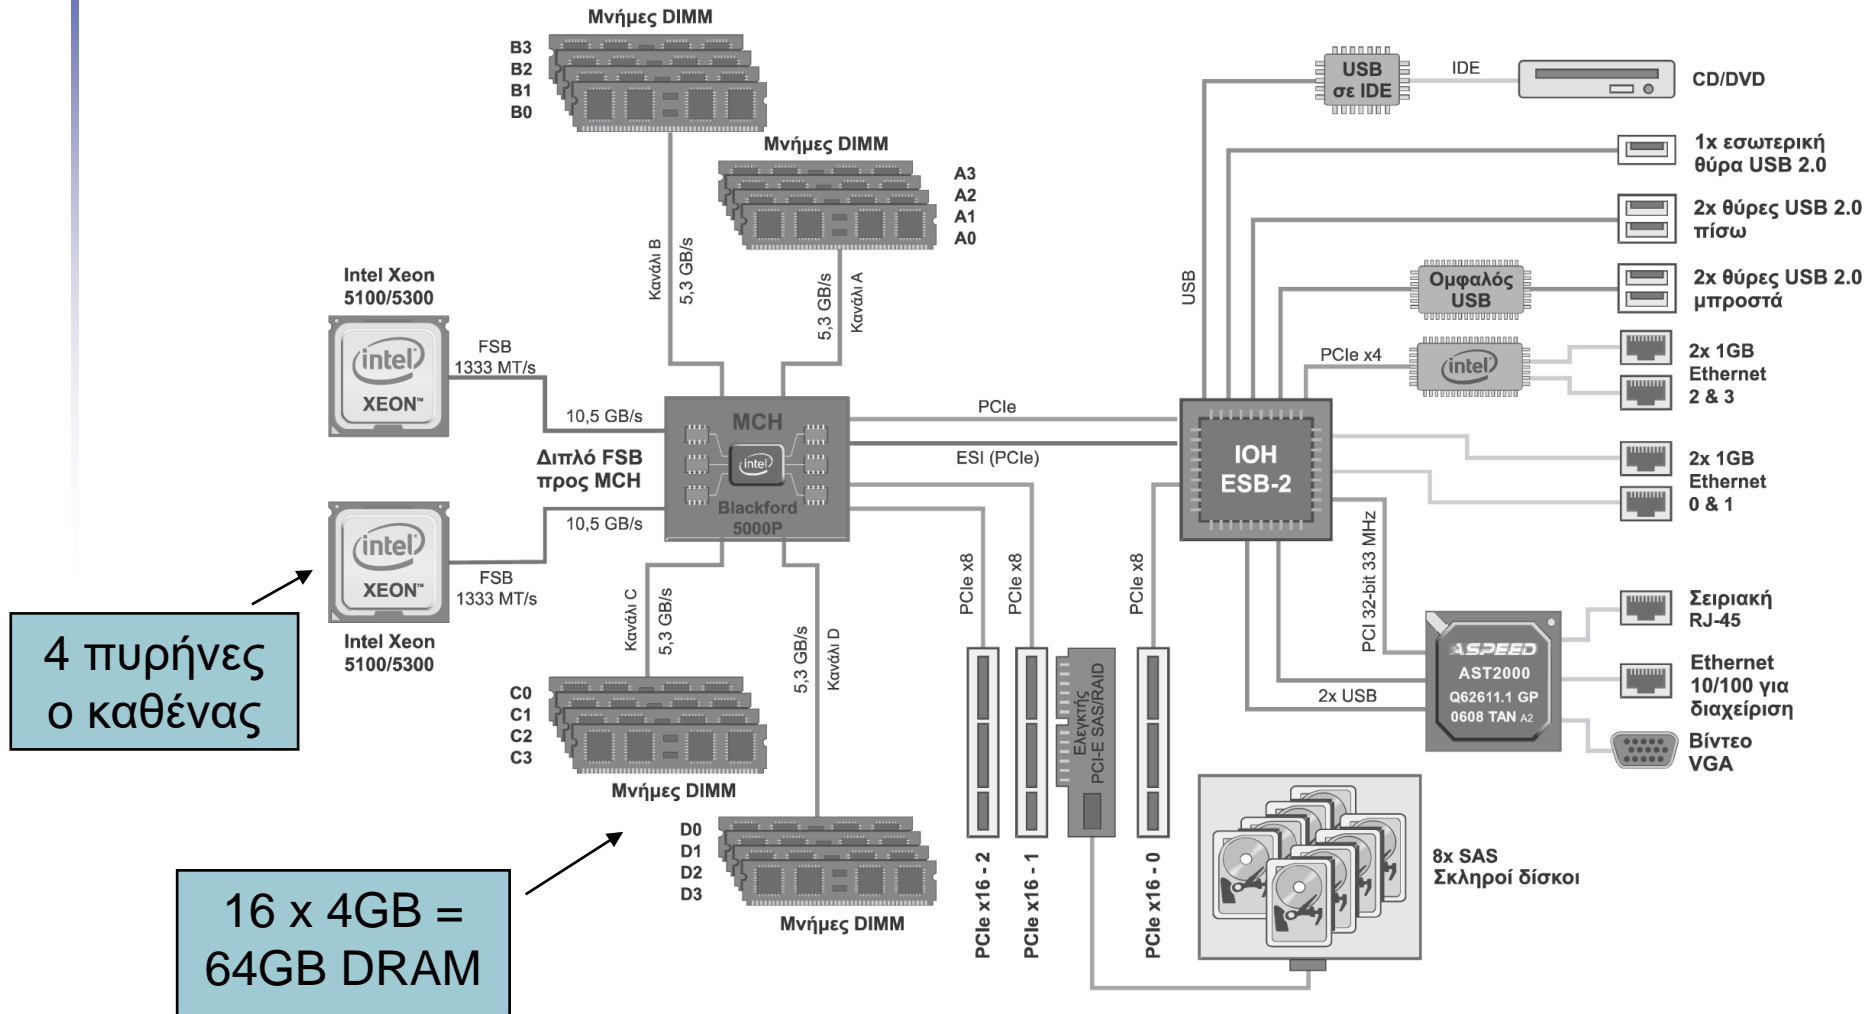 Μνήμες DIMM
B3
B2
B1
B0
Μνήμες DIMM
A3
A2
A1
A0
Κανάλι B
5,3 GB/s
5,3 GB/s
Κανάλι A
Intel Xeon
5100/5300
intel
XEON™
FSB
1333 MT/s
10,5 GB/s
Διπλό FSB
προς MCH
10,5 GB/s
FSB
1333 MT/s
intel
XEON™
Intel Xeon
5100/5300
MCH
intel
Blackford
5000P
4 πυρήνες
ο καθένας
Κανάλι C
5,3 GB/s
5,3 GB/s
Κανάλι D
C0
C1
C2
C3
Μνήμες DIMM
D0
D1
D2
D3
Μνήμες DIMM
16 x 4GB =
64GB DRAM
PCIe
ESI (PCIe)
PCIe x8
PCIe x8
PCIe x8
PCIe x16 - 2
PCIe x16 - 1
Ελεγκτής
PCI-E SAS/RAID
PCIe x16 - 0
IOH
ESB-2
USB
USB
σε IDE
IDE
CD/DVD
1x εσωτερική
θύρα USB 2.0
2x θύρες USB 2.0
πίσω
Ομφαλός
USB
2x θύρες USB 2.0
μπροστά
PCIe x4
intel
2x 1GB
Ethernet
2 & 3
2x 1GB
Ethernet
0 & 1
PCI 32-bit 33 MHz
2x USB
ASPEED
AST2000
Q62611.1 GP
0608 TAN A2
Σειριακή
RJ-45
Ethernet
10/100 για
διαχείριση
Βίντεο
VGA
8x SAS
Σκληροί δίσκοι